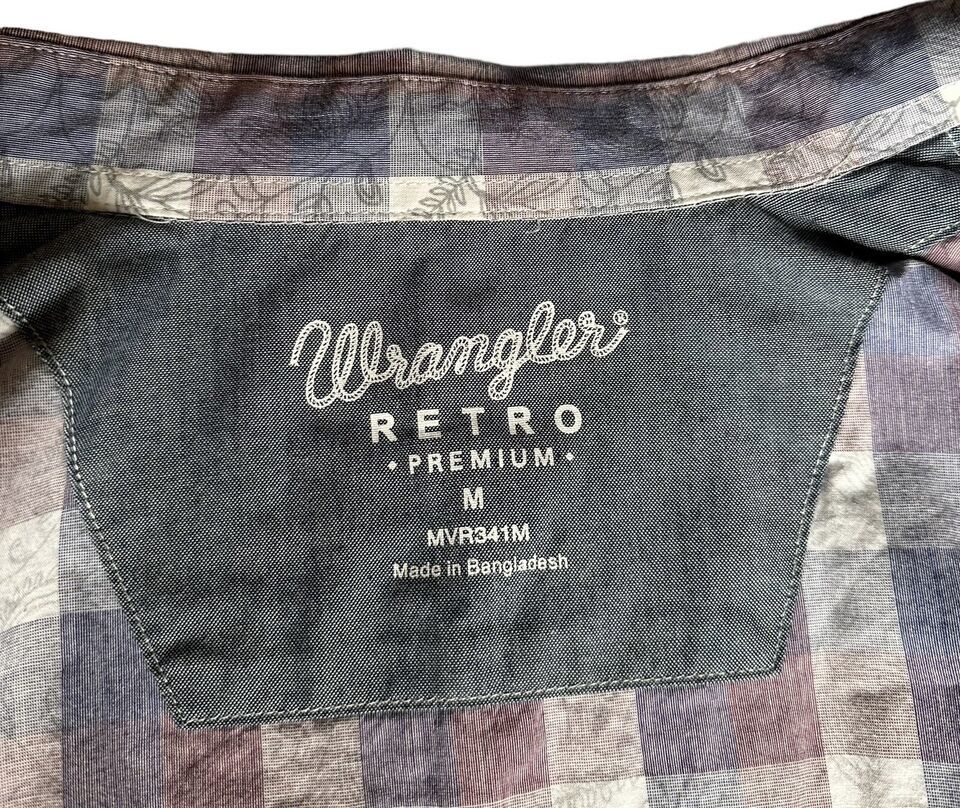 Wrangler®
RETRO
• PREMIUM •
M
MVR341M
Made in Bangladesh